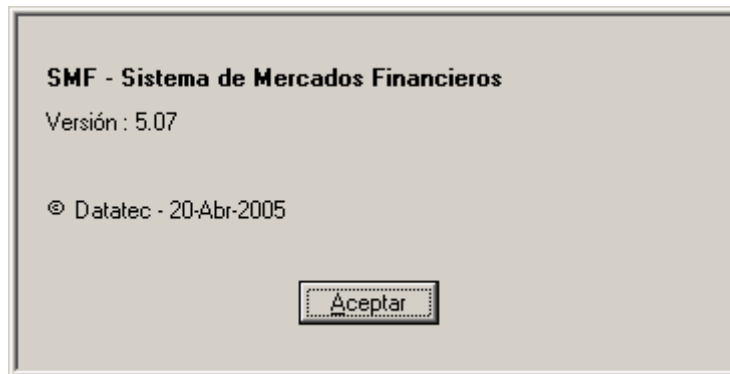 SMF - Sistema de Mercados Financieros
Versión : 5.07
© Datatec - 20-Abr-2005
Aceptar